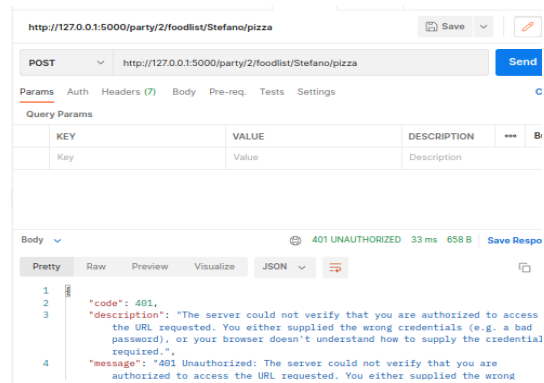 http://127.0.0.1:5000/party/2/foodlist/Stefano/pizza
Save
POST http://127.0.0.1:5000/party/2/foodlist/Stefano/pizza Send
Params Auth Headers (7) Body Pre-req. Tests Settings
Query Params
KEY VALUE DESCRIPTION
Key Value Description
Body 401 UNAUTHORIZED 33 ms 658 B Save Respo
Pretty Raw Preview Visualize JSON
1 {
2 "code": 401,
3 "description": "The server could not verify that you are authorized to access
the URL requested. You either supplied the wrong credentials (e.g. a bad
password), or your browser doesn't understand how to supply the credential
required.",
4 "message": "401 Unauthorized: The server could not verify that you are
authorized to access the URL requested. You either supplied the wrong